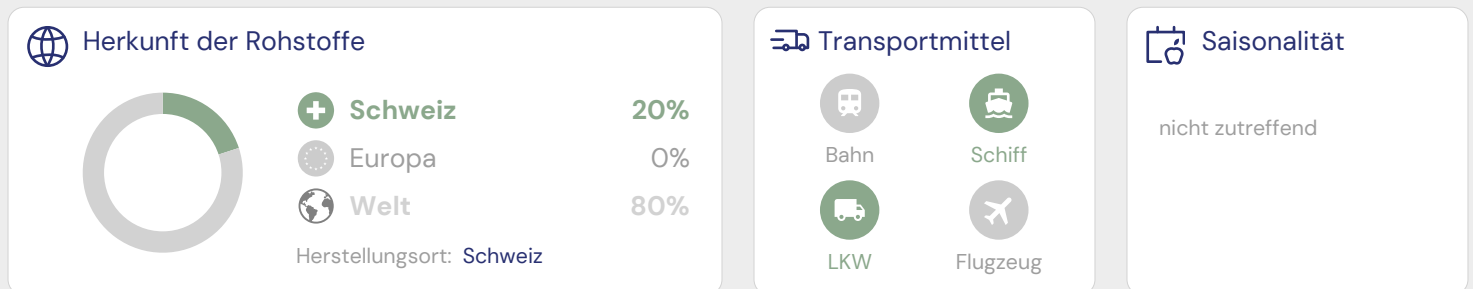 Herkunft der Rohstoffe
Schweiz 20%
Europa 0%
Welt 80%
Herstellungsort: Schweiz
Transportmittel
Bahn Schiff
LKW Flugzeug
Saisonalität
nicht zutreffend